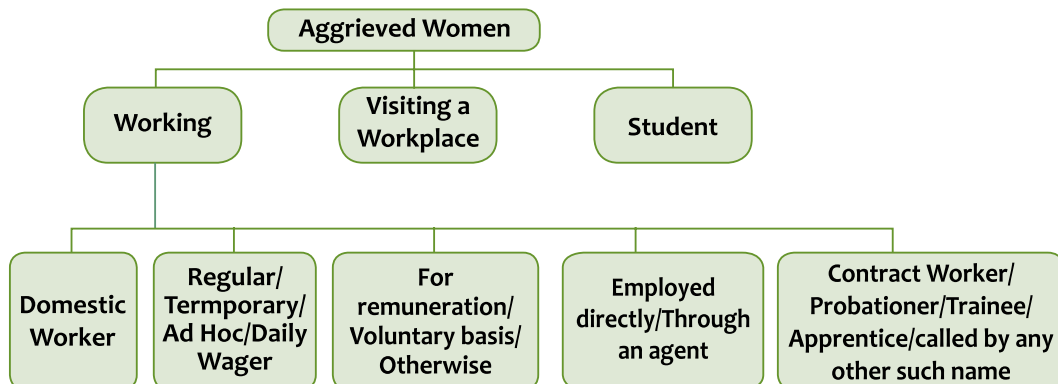 Aggrieved Women
Working
Visiting a
Workplace
Student
Domestic
Worker
Regular/
Termporary/
Ad Hoc/Daily
Wager
For
remuneration/
Voluntary basis/
Otherwise
Employed
directly/Through
an agent
Contract Worker/
Probationer/Trainee/
Apprentice/called by any
other such name